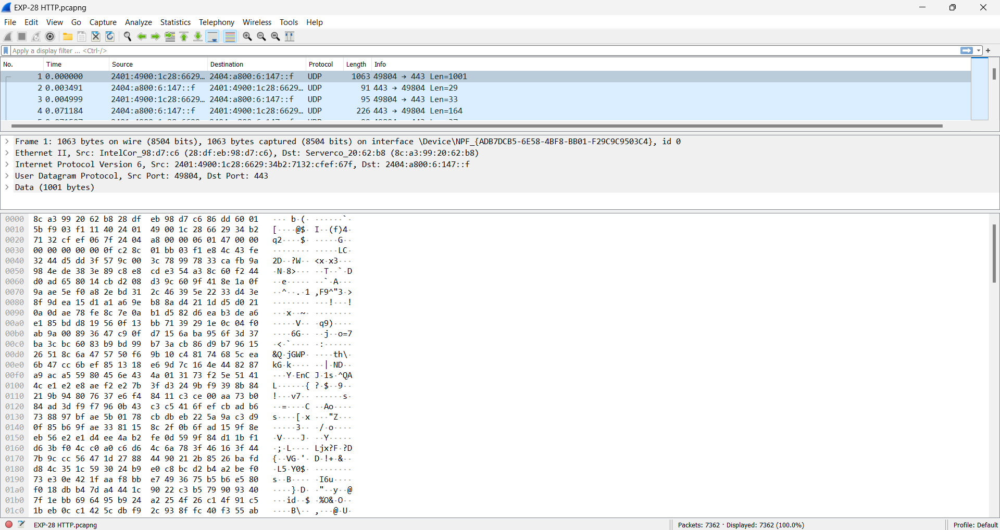 EXP-28 HTTP.pcapng
File Edit View Go Capture Analyze Statistics Telephony Wireless Tools Help
Apply a display filter ... <Ctrl-/>
No. Time Source Destination Protocol Length Info
1 0.000000 2401:4900:1c28:6629… 2404:a800:6:147::f UDP 1063 49804 → 443 Len=1001
2 0.003491 2404:a800:6:147::f 2401:4900:1c28:6629… UDP 91 443 → 49804 Len=29
3 0.004999 2401:4900:1c28:6629… 2404:a800:6:147::f UDP 95 49804 → 443 Len=33
4 0.071184 2404:a800:6:147::f 2401:4900:1c28:6629… UDP 226 443 → 49804 Len=164
Frame 1: 1063 bytes on wire (8504 bits), 1063 bytes captured (8504 bits) on interface \Device\NPF_{ADB7DCB5-6E58-4BF8-BB01-F29C9C9503C4}, id 0
Ethernet II, Src: IntelCor_98:d7:c6 (28:df:eb:98:d7:c6), Dst: Serverco_20:62:b8 (8c:a3:99:20:62:b8)
Internet Protocol Version 6, Src: 2401:4900:1c28:6629:34b2:7132:cfef:67f, Dst: 2404:a800:6:147::f
User Datagram Protocol, Src Port: 49804, Dst Port: 443
Data (1001 bytes)
0000 8c a3 99 20 62 b8 28 df eb 98 d7 c6 86 dd 60 01 ··· b·(· ······`·
0010 5b f9 03 f1 11 40 24 01 49 00 1c 28 66 29 34 b2 [····@$· I··(f)4·
0020 71 32 cf ef 06 7f 24 04 a8 00 00 06 01 47 00 00 q2····$· ·····G··
0030 00 00 00 00 00 0f c2 8c 01 bb 03 f1 e8 4c 43 fe ········ ·····LC·
0040 32 44 d5 dd 3f 57 9c 00 3c 78 99 78 33 ca fb 9a 2D··?W·· <x·x3···
0050 98 4e de 38 3e 89 c8 e8 cd e3 54 a3 8c 60 f2 44 ·N·8>··· ··T··`·D
0060 d0 ad 65 80 14 cb d2 08 d3 9c 60 9f 41 8e 1a 0f ··e····· ··`·A···
0070 9a ae 5e f0 a8 2e bd 31 2c 46 39 5e 22 33 d4 3e ··^··.·1 ,F9^"3·>
0080 8f 9d ea 15 d1 a1 a6 9e b8 8a d4 21 1d d5 d0 21 ········ ···!···!
0090 0a 0d ae 78 fe 8c 7e 0a b1 d5 82 d6 ea b3 de a6 ···x··~· ········
00a0 e1 85 bd d8 19 56 0f 13 bb 71 39 29 1e 0c 04 f0 ·····V·· ·q9)····
00b0 ab 9a 00 89 36 47 c9 0f d7 15 6a ba 95 6f 3d 37 ····6G·· ··j··o=7
00c0 ba 3c bc 60 83 b9 bd 99 b7 3a cb 86 d9 b7 96 15 ·<·`···· ·:······
00d0 26 51 8c 6a 47 57 50 f6 9b 10 c4 81 74 68 5c ea &Q·jGWP· ····th\·
00e0 6b 47 cc 6b ef 85 13 18 e6 9d 7c 16 4e 44 82 87 kG·k···· ··|·ND··
00f0 a9 ac a5 59 80 45 6e 43 4a 01 31 73 f2 5e 51 41 ···Y·EnC J·1s·^QA
0100 4c e1 e2 e8 ae f2 e2 7b 3f d3 24 9b f9 39 8b 84 L······{ ?·$··9··
0110 21 9b 94 80 76 37 e6 f4 84 11 c3 ce 00 aa 73 b0 !···v7·· ······s·
0120 84 ad 3d f9 f7 96 0b 43 c3 c5 41 6f ef cb ad b6 ··=····C ··Ao····
0130 73 88 97 bf ae 5b 01 78 cb db eb 22 5a 9a c3 d9 s····[·x ···"Z···
0140 0f 85 b6 9f ae 33 81 15 8c 2f 0b 6f ad 15 9f 8e ·····3·· ·/·o····
0150 eb 56 e2 e1 d4 ee 4a b2 fe 0d 59 9f 84 d1 1b f1 ·V····J· ··Y·····
0160 d6 3b f0 4c c0 a0 c6 d6 4c 6a 78 3f 46 16 3f 44 ·;·L···· Ljx?F·?D
0170 7b 9c cc 56 47 1d 27 88 44 90 21 2b 85 26 ba fd {··VG·'· D·!+·&··
0180 d8 4c 35 1c 59 30 24 b9 e0 c8 bc d2 b4 a2 be f0 ·L5·Y0$· ········
0190 73 e3 0e 42 1f aa f8 bb e7 49 36 75 b5 b6 e5 80 s··B···· ·I6u····
01a0 f0 18 db b4 7d a4 44 1c 90 22 c3 b5 79 90 93 40 ····}·D· ·"··y··@
01b0 7f 1e bb 69 64 95 b9 24 a2 25 4f 26 c1 4f 91 c5 ···id··$ ·%O&·O··
01c0 1b eb 0c c1 42 5c db f9 2c 93 8f fc 40 f3 55 ab ····B\·· ,···@·U·
EXP-28 HTTP.pcapng Packets: 7362 · Displayed: 7362 (100.0%) Profile: Default